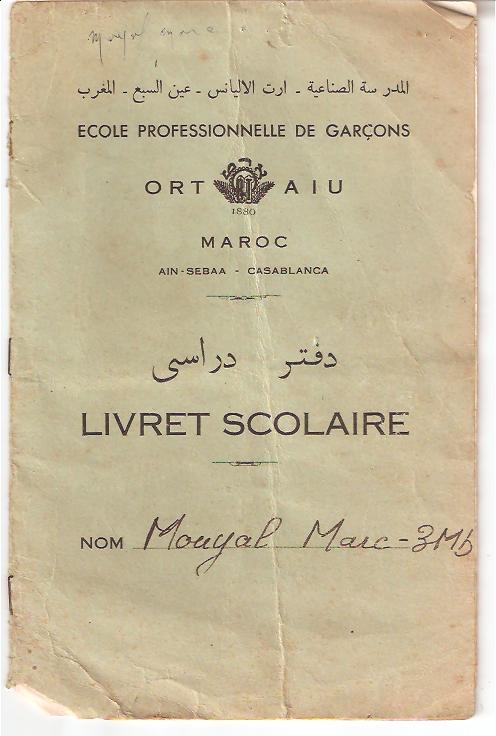 المدرسة الصناعية - ارت الاليانس - عين السبع - المغرب
ECOLE PROFESSIONNELLE DE GARÇONS
ORT AIU
1880
MAROC
AIN-SEBAA - CASABLANCA
دفتر دراسى
LIVRET SCOLAIRE
NOM Mouyal Marc - 3Mb